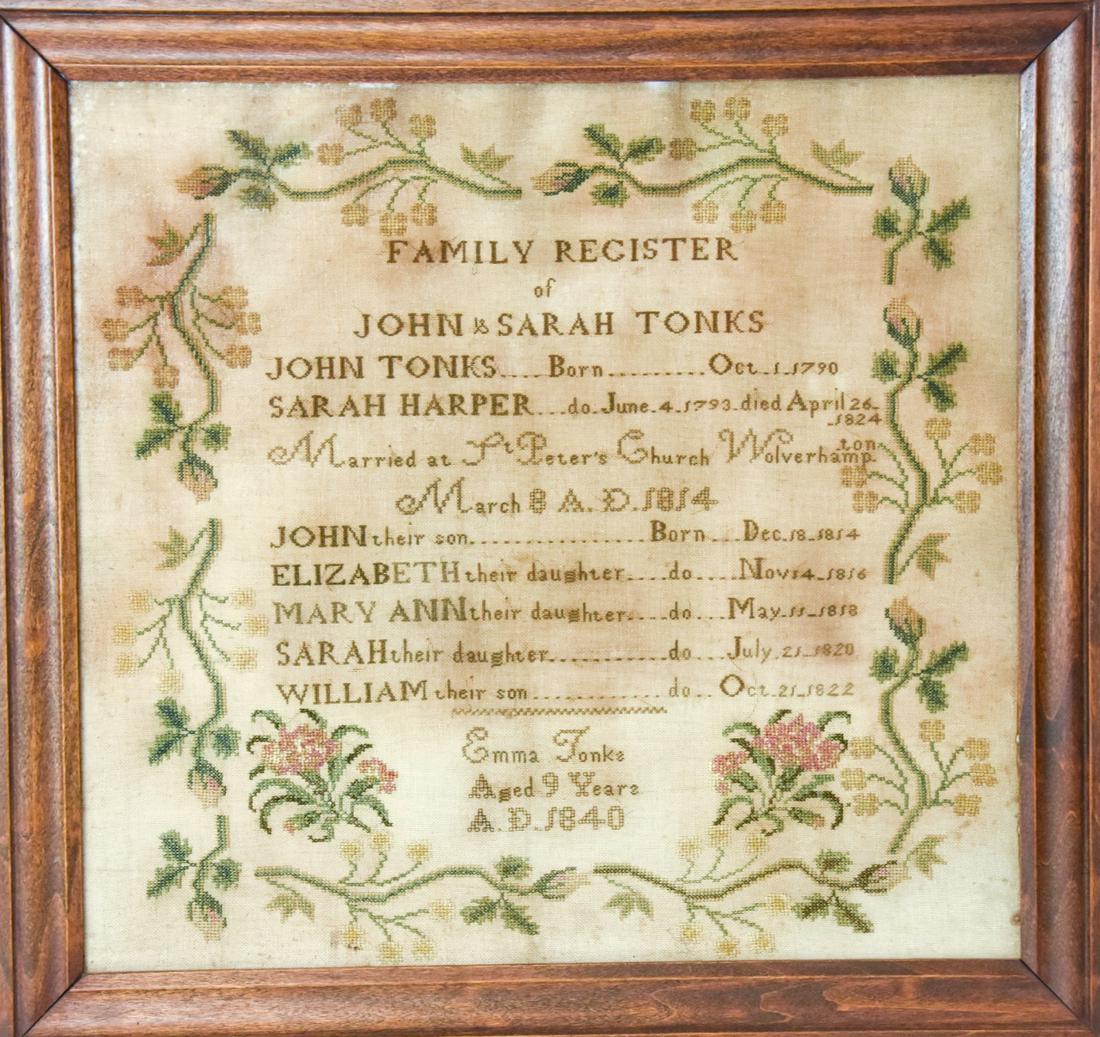 FAMILY REGISTER
of
JOHN & SARAH TONKS
JOHN TONKS.....Born..........Oct.1.1790
SARAH HARPER...do.June.4.1793.died April 26.
1824
Married at St Peter's Church Wolverhamp
ton
March 8 A.D.1814
JOHN their son..................Born...Dec.18.1814
ELIZABETH their daughter....do....Nov14.1816
MARY ANN their daughter....do....May.11.1818
SARAH their daughter............do...July.21.1820
WILLIAM their son.............do..Oct.21.1822
Emma Tonks
Aged 9 Years
A.D.1840